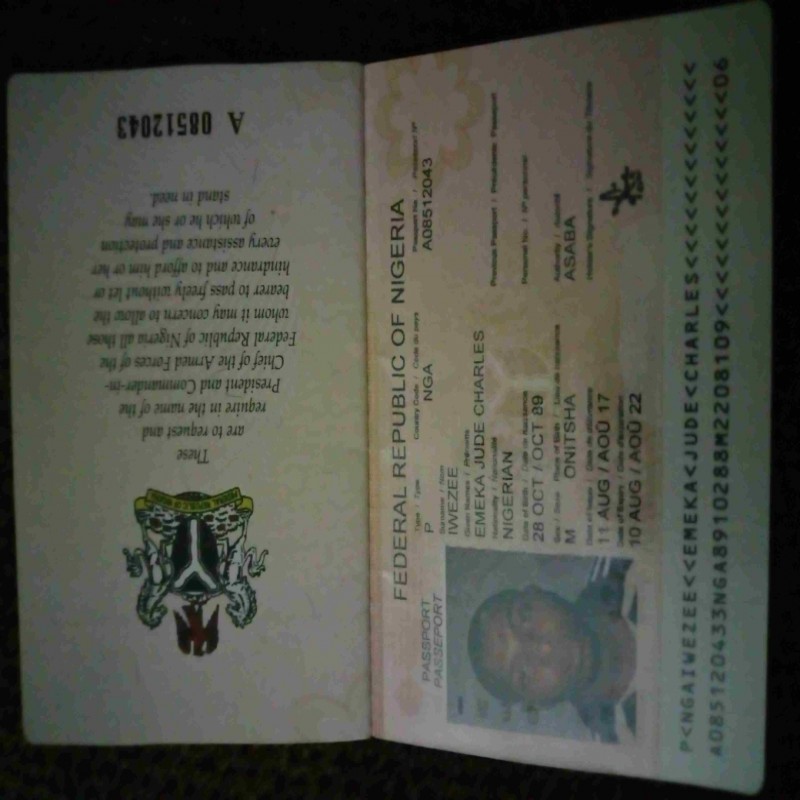 A 08512043
These
are to request and
require in the name of the
President and Commander-in-
Chief of the Armed Forces of the
Federal Republic of Nigeria all those
whom it may concern to allow the
bearer to pass freely without let or
hindrance and to afford him or her
every assistance and protection
of which he or she may
stand in need.
FEDERAL REPUBLIC OF NIGERIA
PASSPORT
PASSEPORT
Type / Type Country Code / Code du pays Passport No. / Passeport N°
P NGA A08512043
Surname / Nom
IWEZEE
Given Names / Prénoms
EMEKA JUDE CHARLES
Nationality / Nationalité Previous Passport / Précédente Passeport
NIGERIAN
Date of Birth / Date de Naissance Personal No. / N° personnel
28 OCT / OCT 89
Sex / Sexe Place of Birth / Lieu de naissance Authority / Autorité
M ONITSHA ASABA
Date of Issue / Date de délivrance Holder's Signature / Signature du Titulaire
11 AUG / AOÛ 17
Date of Expiry / Date d'expiration
10 AUG / AOÛ 22
P<NGAIWEZEE<<EMEKA<JUDE<CHARLES<<<<<<<<<<<<<
A085120433NGA8910288M2208109<<<<<<<<<<<<<<06